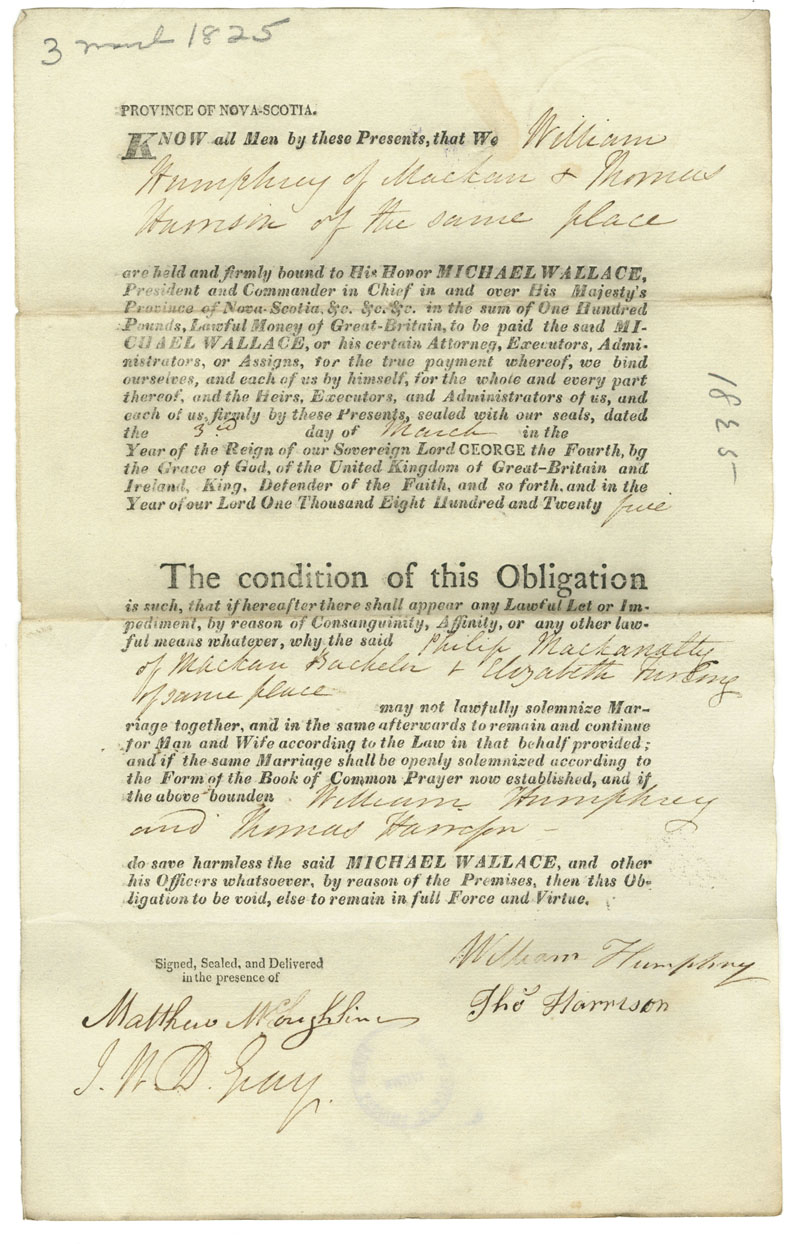 3 March 1825
PROVINCE OF NOVA-SCOTIA.
KNOW all Men by these Presents, that We William
Humphrey of Mackan & Thomas
Harrison of the same place
are held and firmly bound to His Honor MICHAEL WALLACE,
President and Commander in Chief in and over His Majesty's
Province of Nova-Scotia, &c. &c. &c. in the sum of One Hundred
Pounds, Lawful Money of Great-Britain, to be paid the said MI-
CHAEL WALLACE, or his certain Attorney, Executors, Admi-
nistrators, or Assigns, for the true payment whereof, we bind
ourselves, and each of us by himself, for the whole and every part
thereof, and the Heirs, Executors, and Administrators of us, and
each of us, firmly by these Presents, sealed with our seals, dated
the 3rd day of March in the
Year of the Reign of our Sovereign Lord GEORGE the Fourth, by
the Grace of God, of the United Kingdom of Great-Britain and
Ireland, King, Defender of the Faith, and so forth, and in the
Year of our Lord One Thousand Eight Hundred and Twenty five
1835
The condition of this Obligation
is such, that if hereafter there shall appear any Lawful Let or Im-
pediment, by reason of Consanguinity, Affinity, or any other law-
ful means whatever, why the said Philip Mackanalty
of Mackan Bachelor & Elizabeth Furlong
of same place
may not lawfully solemnize Mar-
riage together, and in the same afterwards to remain and continue
for Man and Wife according to the Law in that behalf provided;
and if the same Marriage shall be openly solemnized according to
the Form of the Book of Common Prayer now established, and if
the above bounden William Humphrey
and Thomas Harrison -
do save harmless the said MICHAEL WALLACE, and other
his Officers whatsoever, by reason of the Premises, then this Ob-
ligation to be void, else to remain in full Force and Virtue.
Signed, Sealed, and Delivered
in the presence of
William Humphrey
Thos Harrison
Matthew McLoughlin
J. W. D. Gray